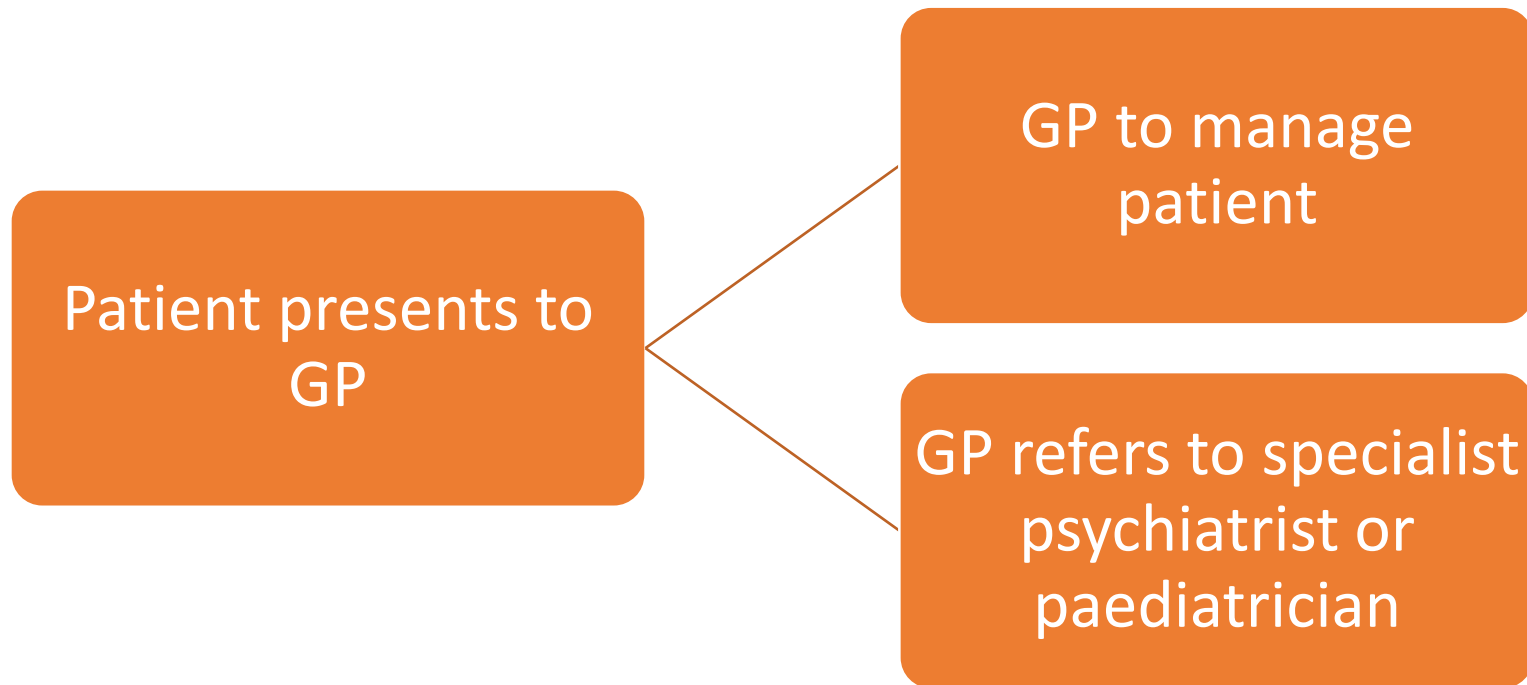 Patient presents to
GP
GP to manage
patient
GP refers to specialist
psychiatrist or
paediatrician